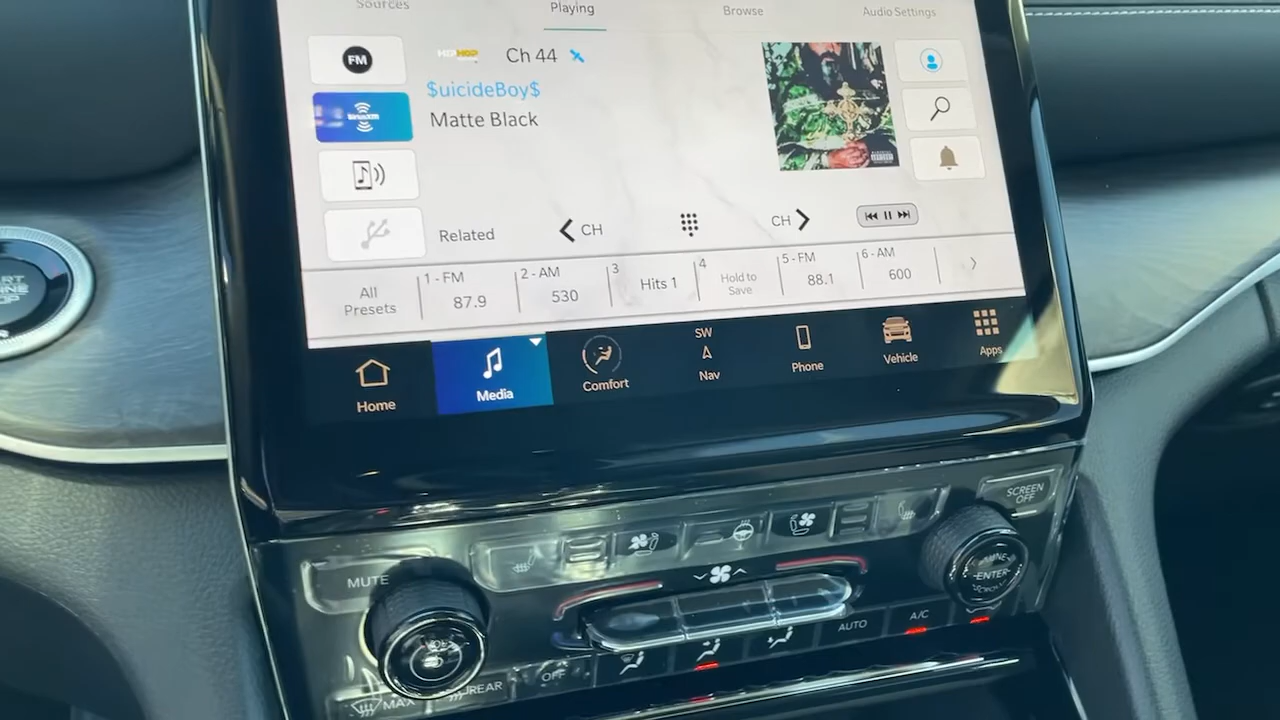 Sources Playing Browse Audio Settings
FM
HIPHOP Ch 44
$uicideBoy$
SiriusXM
Matte Black
Related CH CH
All Presets
1 - FM 87.9
2 - AM 530
3 Hits 1
4 Hold to Save
5 - FM 88.1
6 - AM 600
Home Media Comfort SW Nav Phone Vehicle Apps
SCREEN OFF
MUTE
ENTER
AUTO A/C
MAX REAR OFF